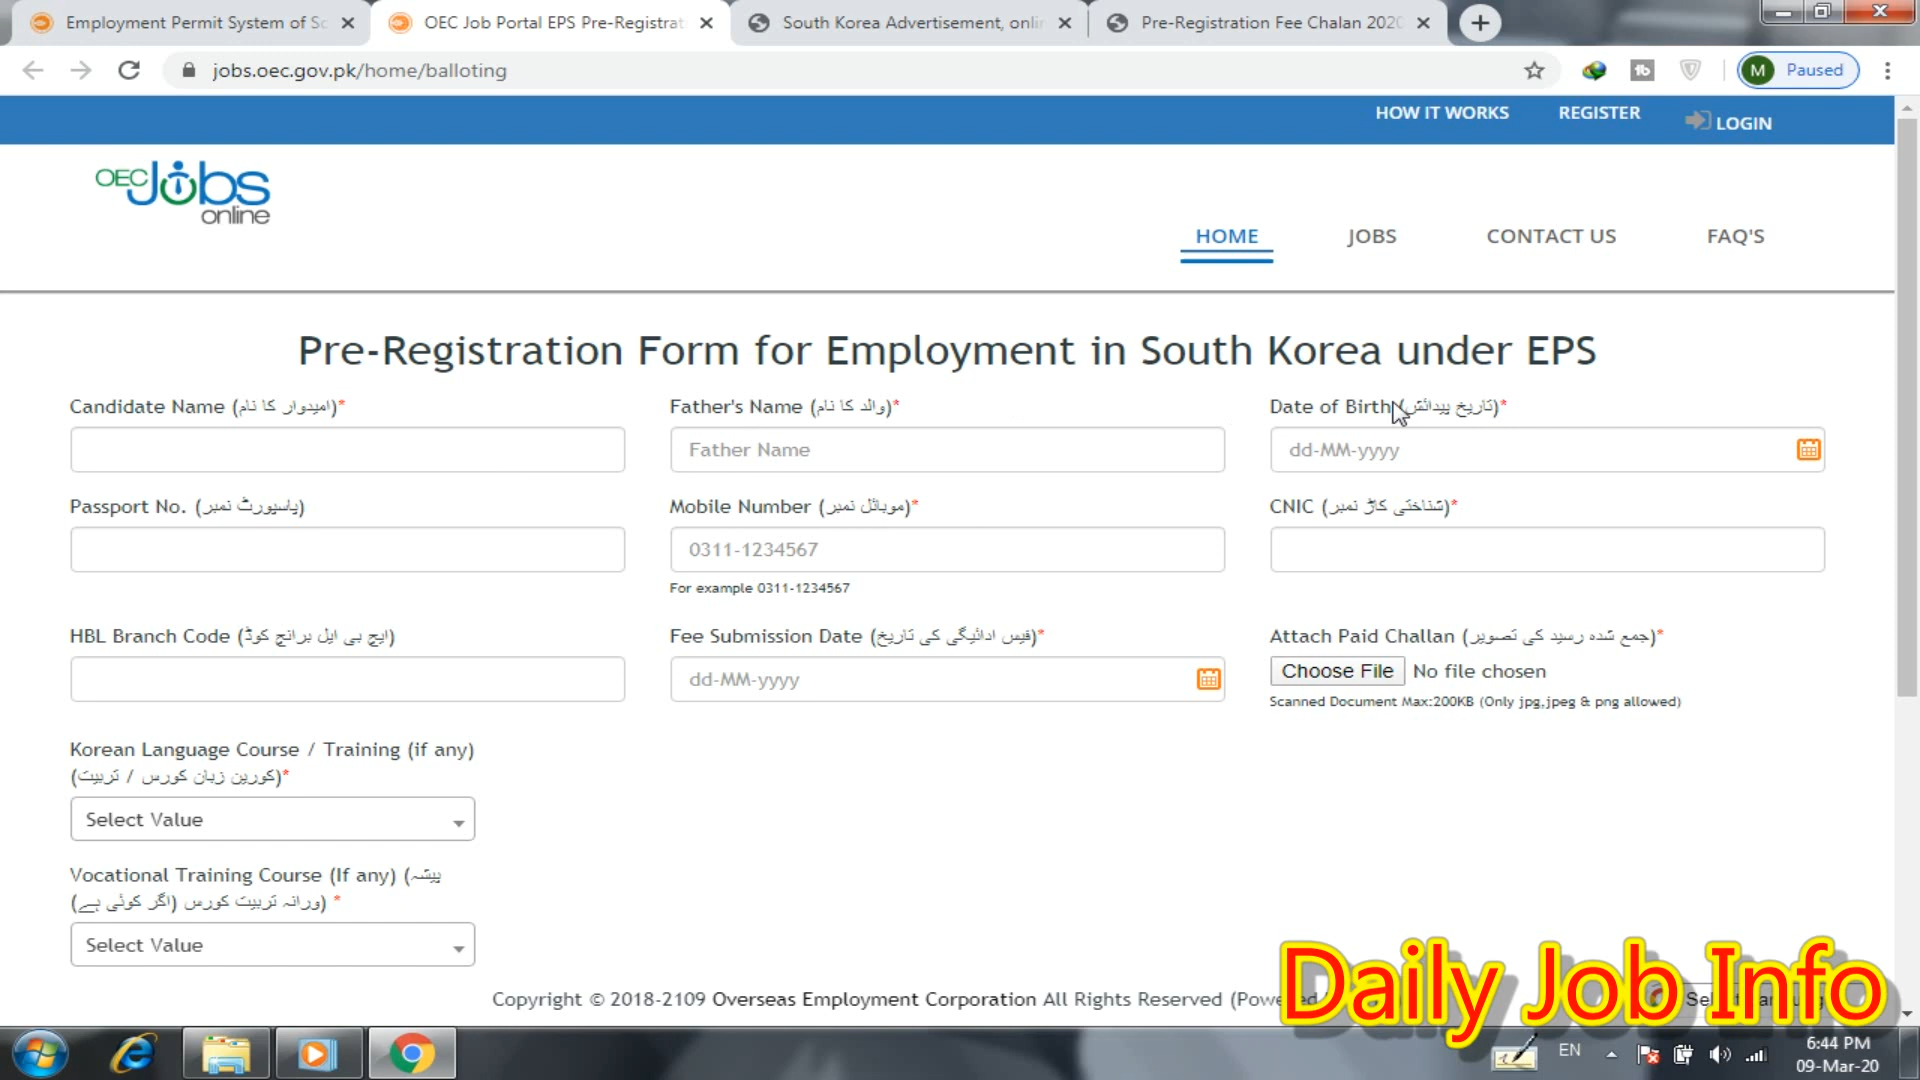 Employment Permit System of So
OEC Job Portal EPS Pre-Registrat
South Korea Advertisement, onli
Pre-Registration Fee Chalan 2020
jobs.oec.gov.pk/home/balloting
M Paused
HOW IT WORKS
REGISTER
LOGIN
OEC Jobs online
HOME
JOBS
CONTACT US
FAQ'S
Pre-Registration Form for Employment in South Korea under EPS
Candidate Name (امیدوار کا نام)*
Father's Name (والد کا نام)*
Date of Birth (تاریخ پیدائش)*
Father Name
dd-MM-yyyy
Passport No. (پاسپورٹ نمبر)
Mobile Number (موبائل نمبر)*
CNIC (شناختی کاڑ نمبر)*
0311-1234567
For example 0311-1234567
HBL Branch Code (ایچ بی ایل برانچ کوڈ)
Fee Submission Date (فیس ادائیگی کی تاریخ)*
Attach Paid Challan (جمع شدہ رسید کی تصویر)*
dd-MM-yyyy
Choose File No file chosen
Scanned Document Max:200KB (Only jpg,jpeg & png allowed)
Korean Language Course / Training (if any)
(کورین زبان کورس / تربیت)*
Select Value
Vocational Training Course (If any) (پیشہ
ورانہ تربیت کورس (اگر کوئی ہے) *
Select Value
Copyright © 2018-2109 Overseas Employment Corporation All Rights Reserved
Daily Job Info
EN
6:44 PM
09-Mar-20